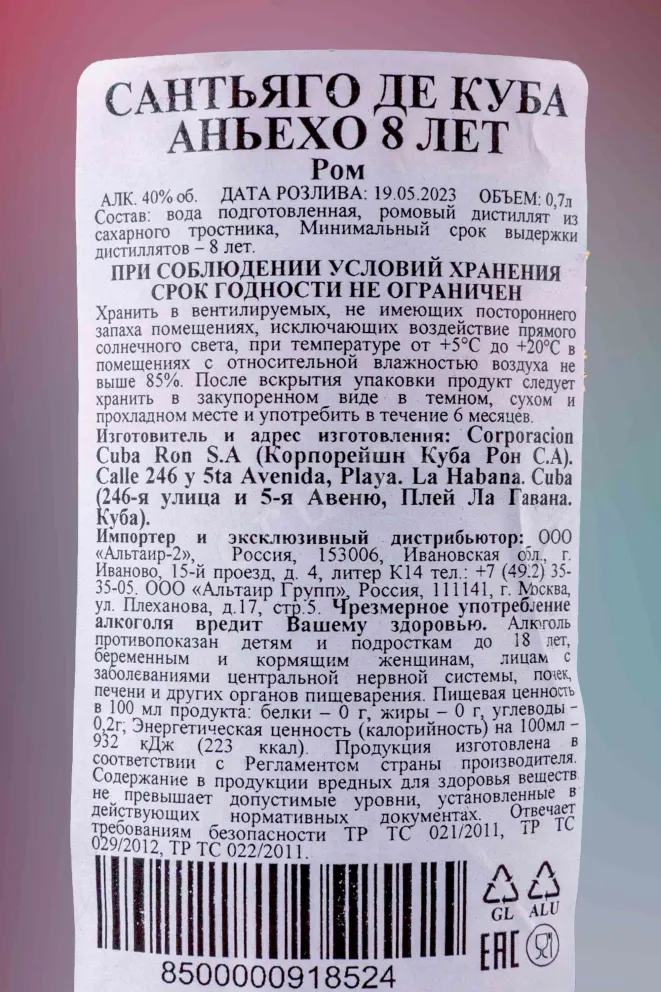 САНТЬЯГО ДЕ КУБА
АНЬЕХО 8 ЛЕТ
Ром
АЛК. 40% об. ДАТА РОЗЛИВА: 19.05.2023 ОБЪЕМ: 0,7л
Состав: вода подготовленная, ромовый дистиллят из
сахарного тростника, Минимальный срок выдержки
дистиллятов – 8 лет.
ПРИ СОБЛЮДЕНИИ УСЛОВИЙ ХРАНЕНИЯ
СРОК ГОДНОСТИ НЕ ОГРАНИЧЕН
Хранить в вентилируемых, не имеющих постороннего
запаха помещениях, исключающих воздействие прямого
солнечного света, при температуре от +5°С до +20°С в
помещениях с относительной влажностью воздуха не
выше 85%. После вскрытия упаковки продукт следует
хранить в закупоренном виде в темном, сухом и
прохладном месте и употребить в течение 6 месяцев.
Изготовитель и адрес изготовления: Corporacion
Cuba Ron S.A (Корпорейшн Куба Рон С.А).
Calle 246 y 5ta Avenida, Playa. La Habana. Cuba
(246-я улица и 5-я Авеню, Плей Ла Гавана.
Куба).
Импортер и эксклюзивный дистрибьютор: ООО
«Альтаир-2», Россия, 153006, Ивановская обл., г.
Иваново, 15-й проезд, д. 4, литер К14 тел.: +7 (49:2) 35-
35-05. ООО «Альтаир Групп», Россия, 111141, г. Москва,
ул. Плеханова, д.17, стр.5. Чрезмерное употребление
алкоголя вредит Вашему здоровью. Алкоголь
противопоказан детям и подросткам до 18 лет,
беременным и кормящим женщинам, лицам с
заболеваниями центральной нервной системы, почек,
печени и других органов пищеварения. Пищевая ценность
в 100 мл продукта: белки – 0 г, жиры – 0 г, углеводы –
0,2г, Энергетическая ценность (калорийность) на 100мл –
932 кДж (223 ккал). Продукция изготовлена в
соответствии с Регламентом страны производителя.
Содержание в продукции вредных для здоровья веществ
не превышает допустимые уровни, установленные в
действующих нормативных документах. Отвечает
требованиям безопасности ТР ТС 021/2011, ТР ТС
029/2012, ТР ТС 022/2011.
GL ALU
EAC
8500000918524